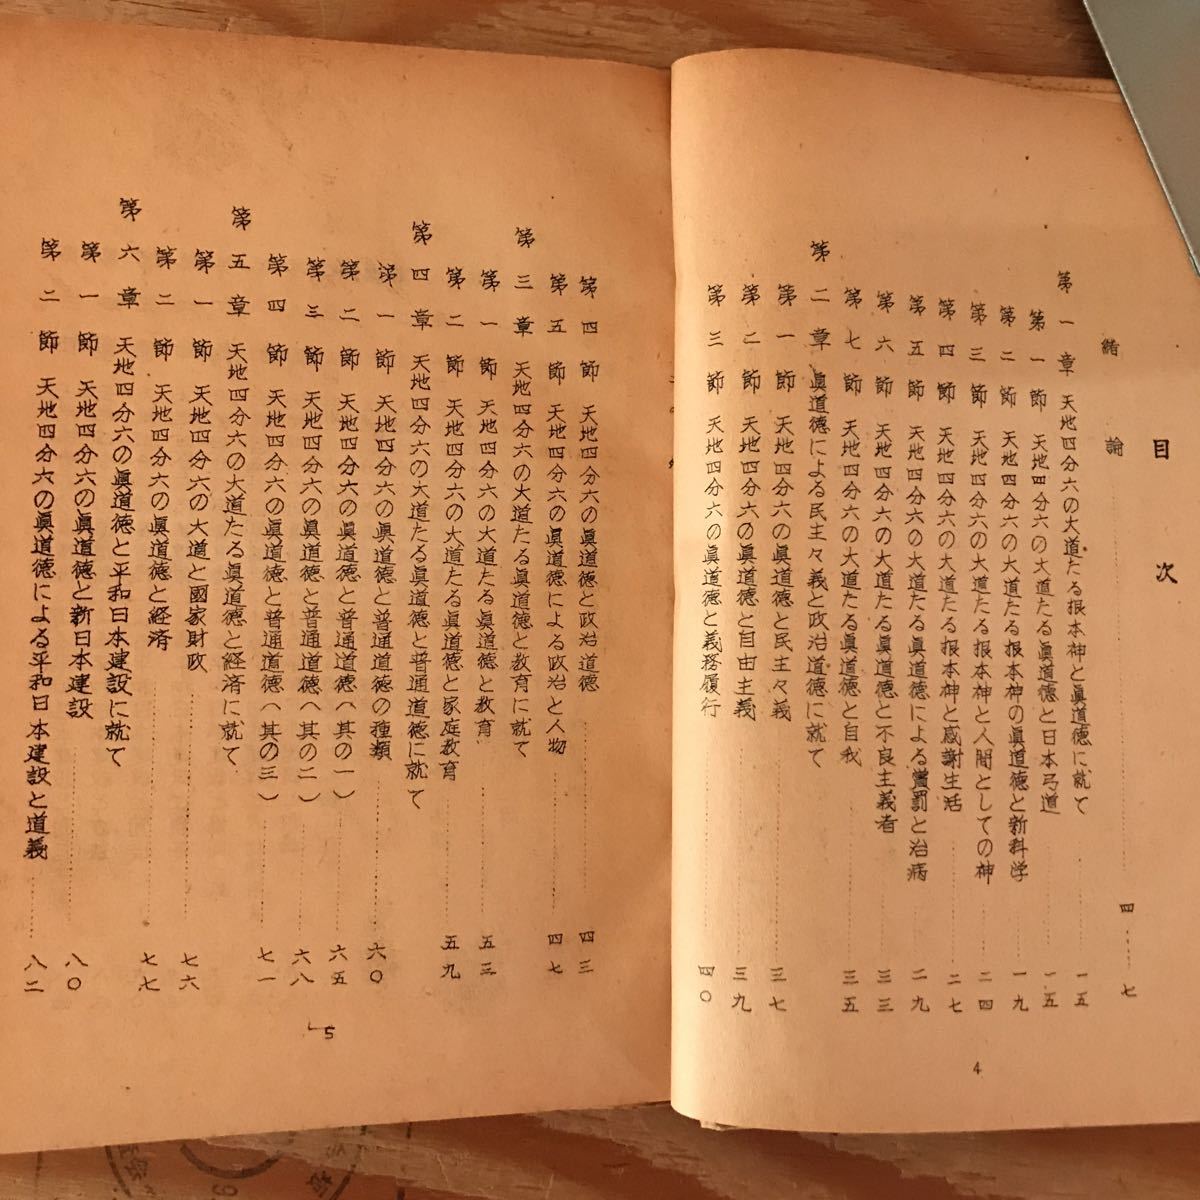 目次
緒論 四‥‥七
第一章 天地四分六の大道たる根本神と眞道徳に就て 一五
第一節 天地四分六の大道たる眞道徳と日本弓道 一五
第二節 天地四分六の大道たる根本神の眞道徳と新科学 一九
第三節 天地四分六の大道たる根本神と人間としての神 二四
第四節 天地四分六の大道たる根本神と感謝生活 二七
第五節 天地四分六の大道たる眞道徳による賞罰と治病 二九
第六節 天地四分六の大道たる眞道徳と不良主義者 三三
第七節 天地四分六の大道たる眞道徳と自我 三五
第二章 眞道徳による民主々義と政治道徳に就て
第一節 天地四分六の眞道徳と民主々義 三七
第二節 天地四分六の眞道徳と自由主義 三九
第三節 天地四分六の眞道徳と義務履行 四〇
4
第四節 天地四分六の眞道徳と政治道徳 四三
第五節 天地四分六の眞道徳による政治と人物 四七
第三章 天地四分六の大道たる眞道徳と教育に就て
第一節 天地四分六の大道たる眞道徳と教育 五三
第二節 天地四分六の大道たる眞道徳と家庭教育 五九
第四章 天地四分六の大道たる眞道徳と普通道徳に就て
第一節 天地四分六の眞道徳と普通道徳の種類 六〇
第二節 天地四分六の眞道徳と普通道徳(其の一) 六五
第三節 天地四分六の眞道徳と普通道徳(其の二) 六八
第四節 天地四分六の眞道徳と普通道徳(其の三) 七一
第五章 天地四分六の大道たる眞道徳と経済に就て
第一節 天地四分六の大道と國家財政 七六
第二節 天地四分六の眞道徳と経済 七七
第六章 天地四分六の眞道徳と平和日本建設に就て
第一節 天地四分六の眞道徳と新日本建設 八〇
第二節 天地四分六の眞道徳による平和日本建設と道義 八二
5